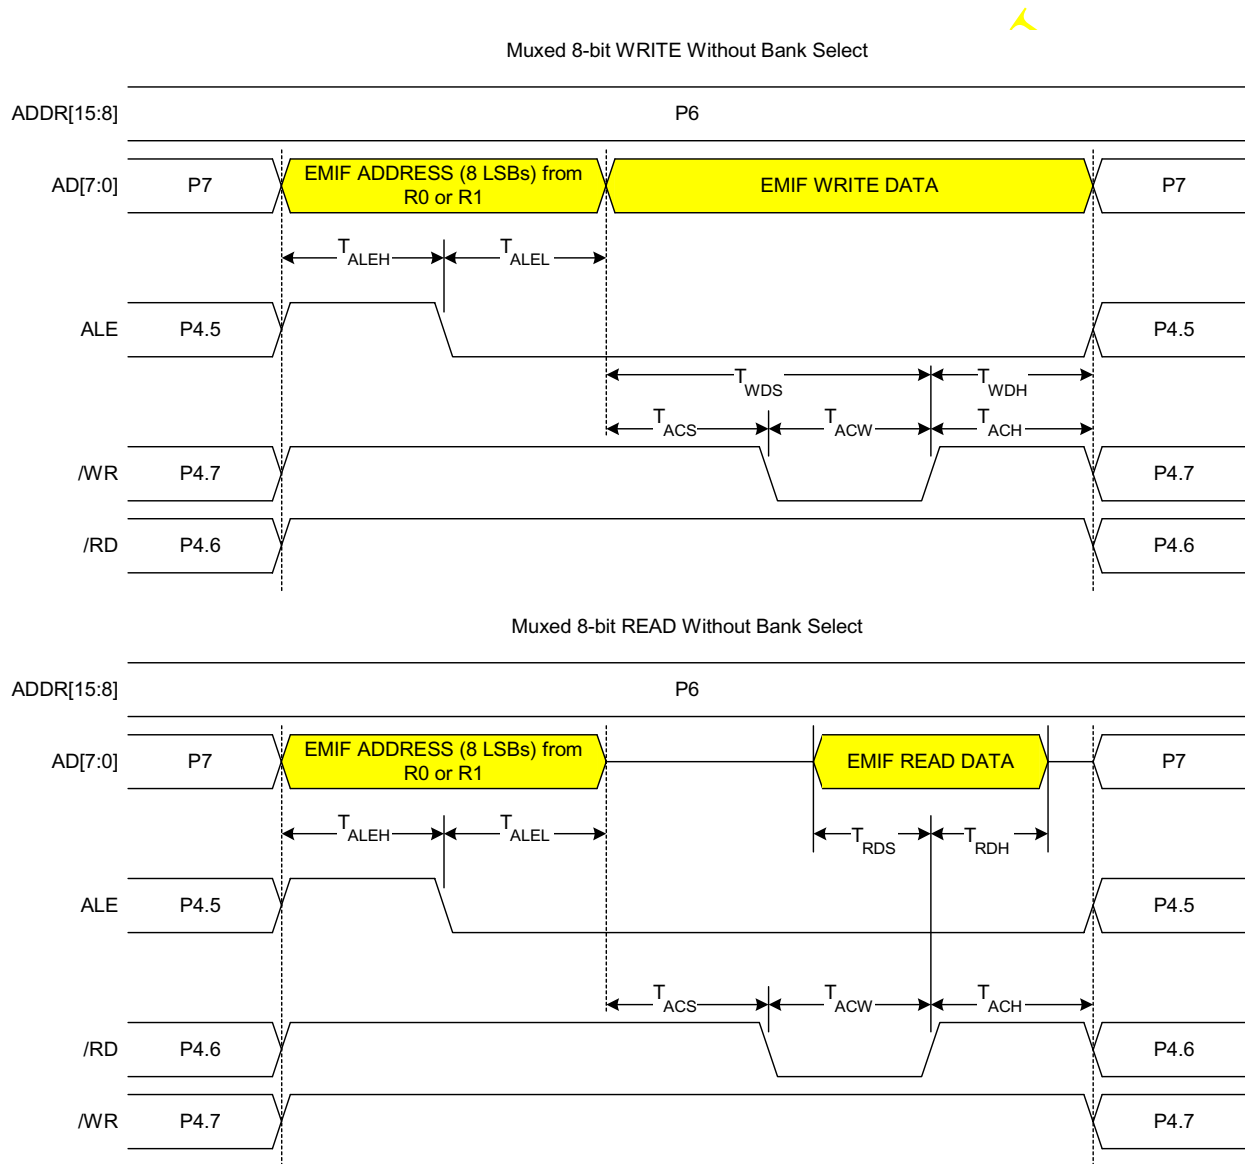 Muxed 8-bit WRITE Without Bank Select
ADDR[15:8] P6
AD[7:0] P7 EMIF ADDRESS (8 LSBs) from R0 or R1 EMIF WRITE DATA P7
TALEH TALEL
ALE P4.5 P4.5
TWDS TWDH
TACS TACW TACH
/WR P4.7 P4.7
/RD P4.6 P4.6
Muxed 8-bit READ Without Bank Select
ADDR[15:8] P6
AD[7:0] P7 EMIF ADDRESS (8 LSBs) from R0 or R1 EMIF READ DATA P7
TALEH TALEL TRDS TRDH
ALE P4.5 P4.5
TACS TACW TACH
/RD P4.6 P4.6
/WR P4.7 P4.7